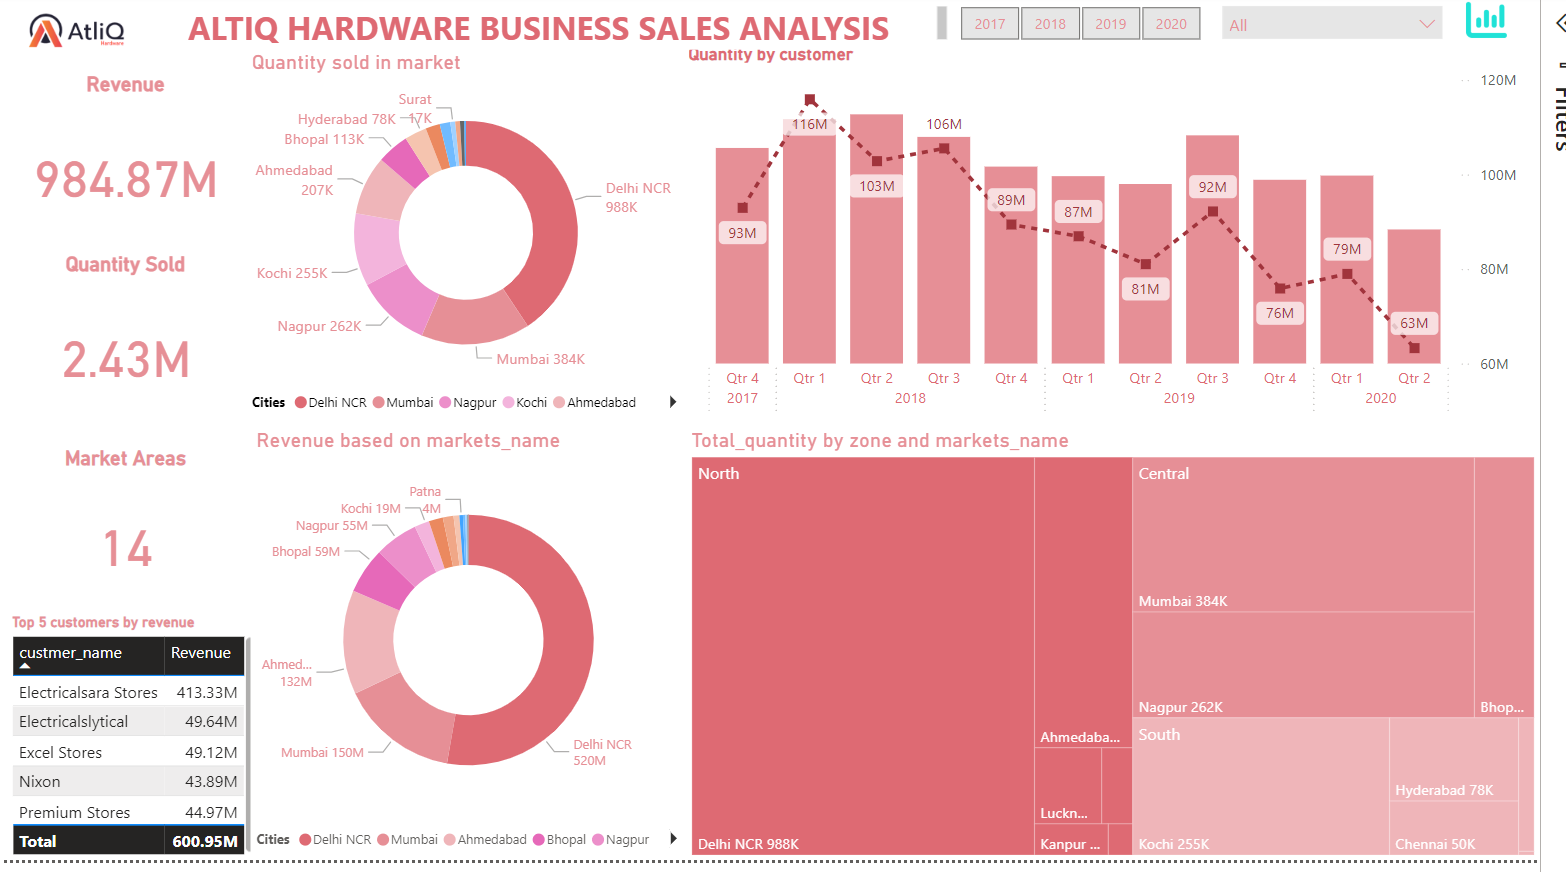 AtliQ
Hardware
ALTIQ HARDWARE BUSINESS SALES ANALYSIS
2017
2018
2019
2020
All
Filters
Revenue
984.87M
Quantity Sold
2.43M
Market Areas
14
Top 5 customers by revenue
custmer_name Revenue
Electricalsara Stores 413.33M
Electricalslytical 49.64M
Excel Stores 49.12M
Nixon 43.89M
Premium Stores 44.97M
Total 600.95M
Quantity sold in market
Surat
17K
Hyderabad 78K
Bhopal 113K
Ahmedabad
207K
Kochi 255K
Nagpur 262K
Mumbai 384K
Delhi NCR
988K
Cities Delhi NCR Mumbai Nagpur Kochi Ahmedabad
Quantity by customer
120M
100M
80M
60M
93M
116M
103M
106M
89M
87M
81M
92M
76M
79M
63M
Qtr 4 Qtr 1 Qtr 2 Qtr 3 Qtr 4 Qtr 1 Qtr 2 Qtr 3 Qtr 4 Qtr 1 Qtr 2
2017 2018 2019 2020
Revenue based on markets_name
Patna
4M
Kochi 19M
Nagpur 55M
Bhopal 59M
Ahmed...
132M
Mumbai 150M
Delhi NCR
520M
Cities Delhi NCR Mumbai Ahmedabad Bhopal Nagpur
Total_quantity by zone and markets_name
North
Delhi NCR 988K
Ahmedaba...
Luckn...
Kanpur ...
Central
Mumbai 384K
Nagpur 262K
Bhop...
South
Kochi 255K
Hyderabad 78K
Chennai 50K